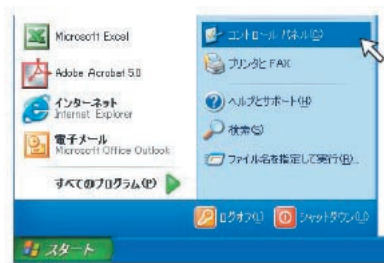 Microsoft Excel
Adobe Acrobat 5.0
インターネット
Internet Explorer
電子メール
Microsoft Office Outlook
すべてのプログラム(P)
コントロール パネル(C)
プリンタと FAX
ヘルプとサポート(H)
検索(S)
ファイル名を指定して実行(R)...
ログオフ(L)
シャットダウン(U)
スタート